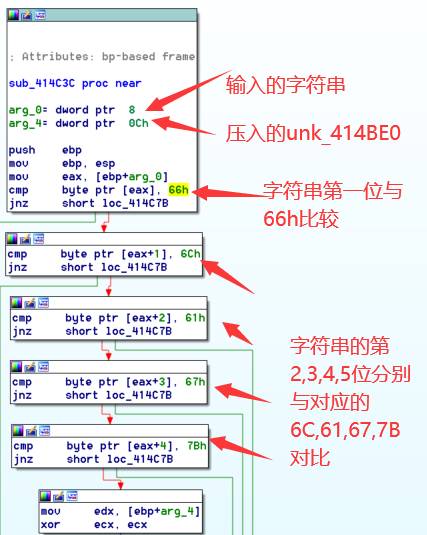 ; Attributes: bp-based frame
sub_414C3C proc near
arg_0= dword ptr  8
arg_4= dword ptr  0Ch
push    ebp
mov     ebp, esp
mov     eax, [ebp+arg_0]
cmp     byte ptr [eax], 66h
jnz     short loc_414C7B
输入的字符串
压入的unk_414BE0
字符串第一位与
66h比较
cmp     byte ptr [eax+1], 6Ch
jnz     short loc_414C7B
cmp     byte ptr [eax+2], 61h
jnz     short loc_414C7B
cmp     byte ptr [eax+3], 67h
jnz     short loc_414C7B
cmp     byte ptr [eax+4], 7Bh
jnz     short loc_414C7B
字符串的第
2,3,4,5位分别
与对应的
6C,61,67,7B
对比
mov     edx, [ebp+arg_4]
xor     ecx, ecx